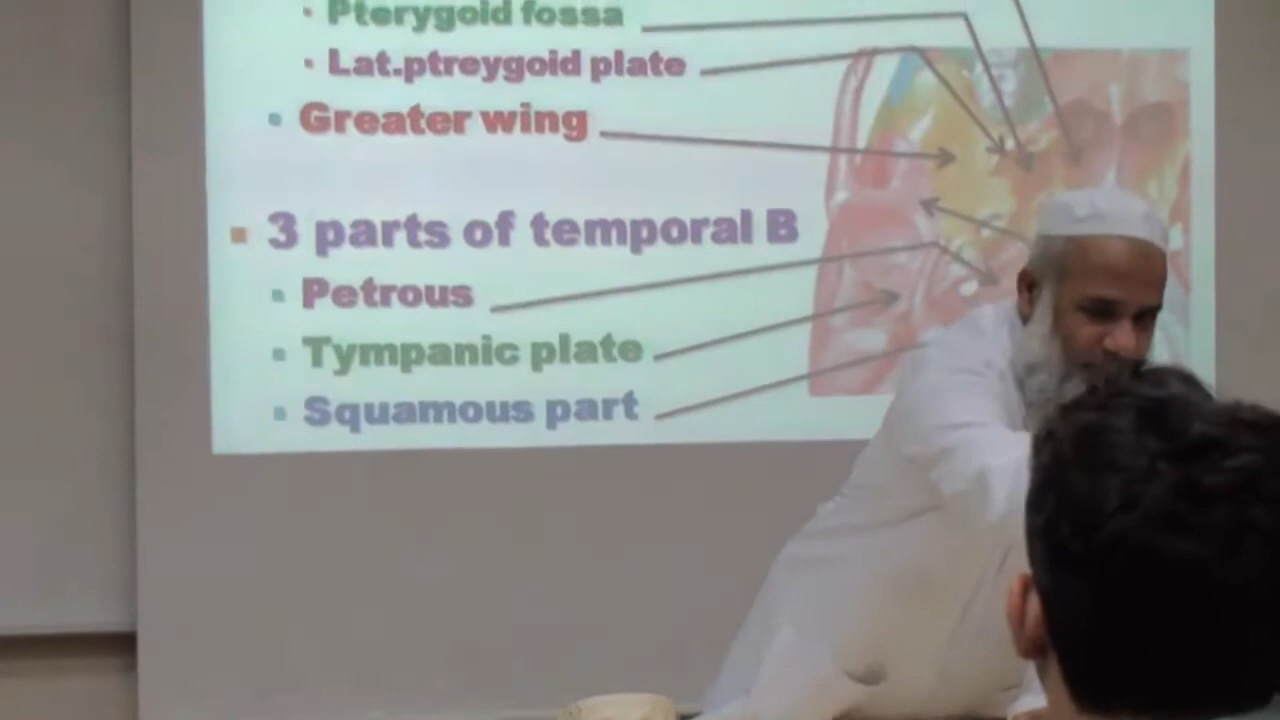 Pterygoid fossa
Lat.ptreygoid plate
Greater wing
3 parts of temporal B
Petrous
Tympanic plate
Squamous part